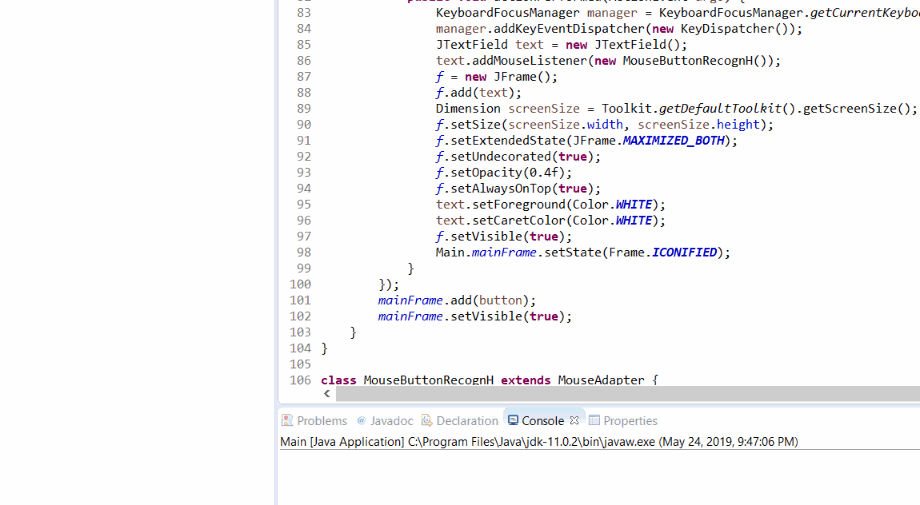 83 KeyboardFocusManager manager = KeyboardFocusManager.getCurrentKeybo
84 manager.addKeyEventDispatcher(new KeyDispatcher());
85 JTextField text = new JTextField();
86 text.addMouseListener(new MouseButtonRecognH());
87 f = new JFrame();
88 f.add(text);
89 Dimension screenSize = Toolkit.getDefaultToolkit().getScreenSize();
90 f.setSize(screenSize.width, screenSize.height);
91 f.setExtendedState(JFrame.MAXIMIZED_BOTH);
92 f.setUndecorated(true);
93 f.setOpacity(0.4f);
94 f.setAlwaysOnTop(true);
95 text.setForeground(Color.WHITE);
96 text.setCaretColor(Color.WHITE);
97 f.setVisible(true);
98 Main.mainFrame.setState(Frame.ICONIFIED);
99 }
100 });
101 mainFrame.add(button);
102 mainFrame.setVisible(true);
103 }
104 }
105
106 class MouseButtonRecognH extends MouseAdapter {
Problems @ Javadoc Declaration Console Properties
Main [Java Application] C:\Program Files\Java\jdk-11.0.2\bin\javaw.exe (May 24, 2019, 9:47:06 PM)